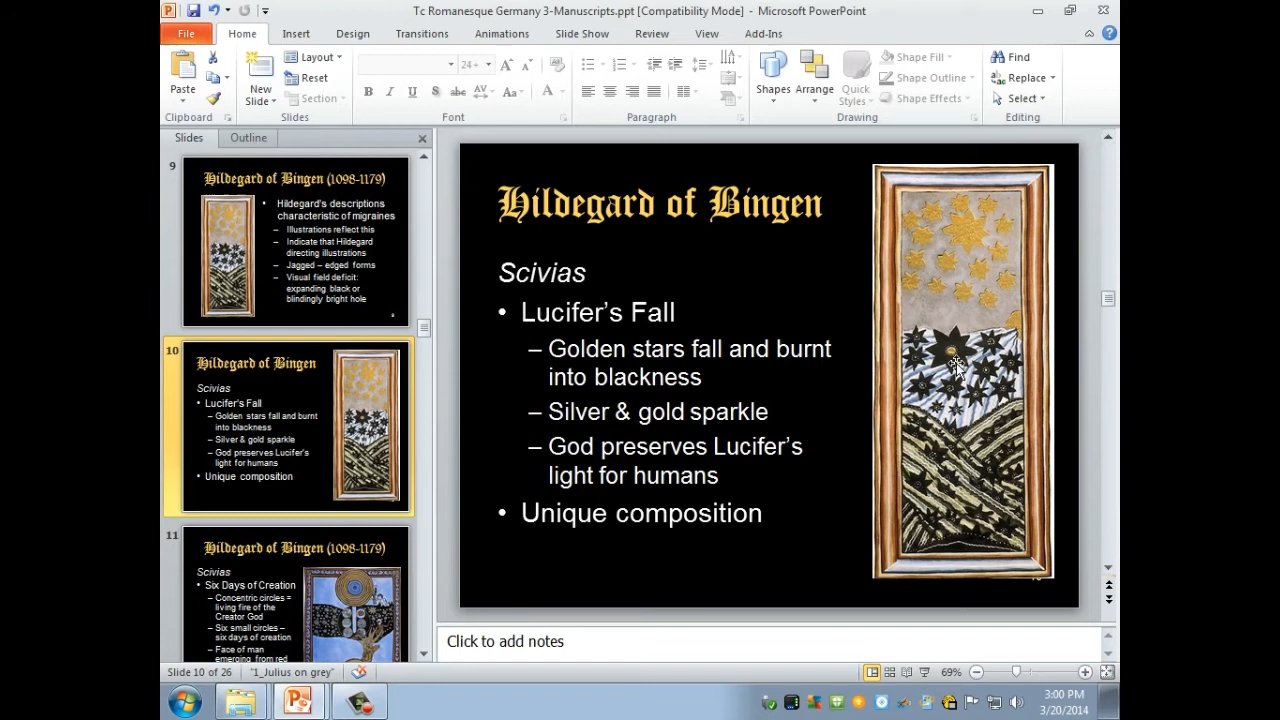 Tc Romanesque Germany 3-Manuscripts.ppt [Compatibility Mode] - Microsoft PowerPoint
File Home Insert Design Transitions Animations Slide Show Review View Add-Ins
Paste
New
Slide
Layout
Reset
Section
24
Shapes
Arrange
Quick
Styles
Shape Fill
Shape Outline
Shape Effects
Find
Replace
Select
Clipboard Slides Font Paragraph Drawing Editing
Slides Outline
9
Hildegard of Bingen (1098-1179)
• Hildegard's descriptions
characteristic of migraines
– Illustrations reflect this
– Indicate that Hildegard
directing illustrations
– Jagged – edged forms
– Visual field deficit:
expanding black or
blindingly bright hole
10
Hildegard of Bingen
Scivias
• Lucifer's Fall
– Golden stars fall and burnt
into blackness
– Silver & gold sparkle
– God preserves Lucifer's
light for humans
• Unique composition
11
Hildegard of Bingen (1098-1179)
Scivias
• Six Days of Creation
– Concentric circles =
living fire of the
Creator God
– Six small circles –
six days of creation
– Face of man
emerging from red
Hildegard of Bingen
Scivias
• Lucifer's Fall
– Golden stars fall and burnt
into blackness
– Silver & gold sparkle
– God preserves Lucifer's
light for humans
• Unique composition
Click to add notes
Slide 10 of 26 "1_Julius on grey" 69%
3:00 PM
3/20/2014